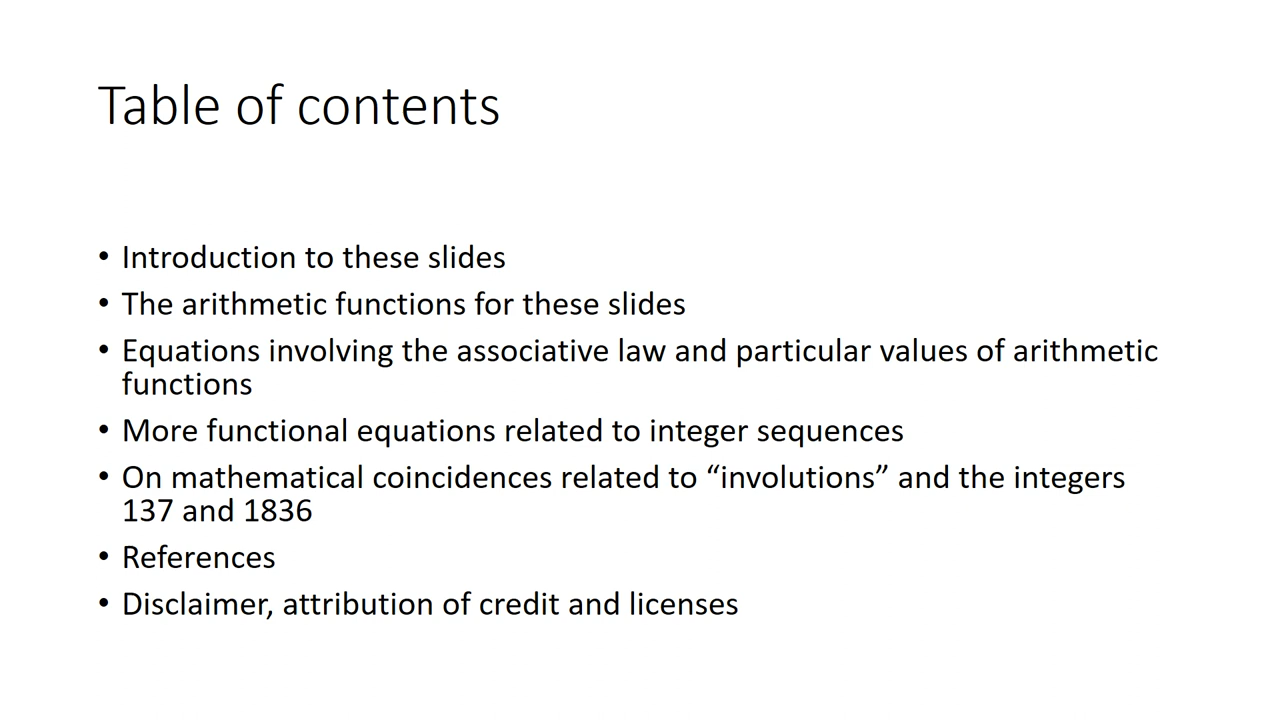 Table of contents
• Introduction to these slides
• The arithmetic functions for these slides
• Equations involving the associative law and particular values of arithmetic
functions
• More functional equations related to integer sequences
• On mathematical coincidences related to “involutions” and the integers
137 and 1836
• References
• Disclaimer, attribution of credit and licenses